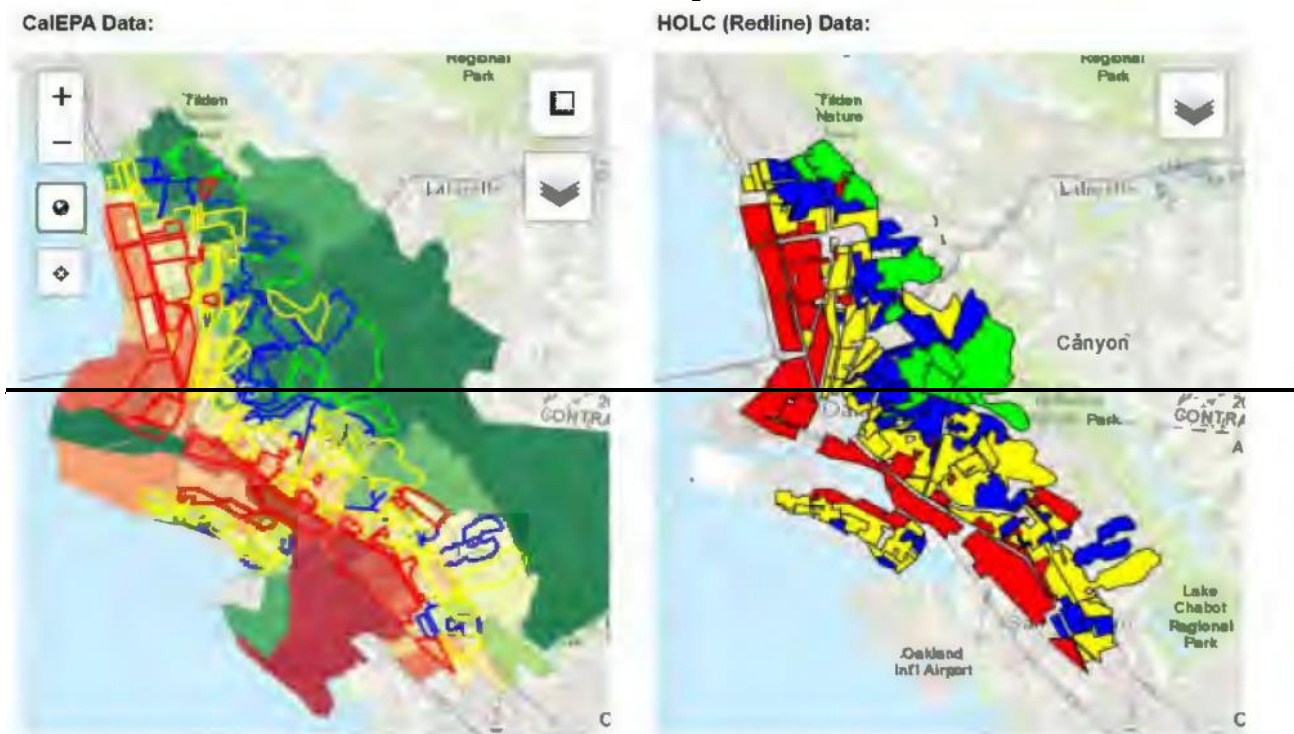 CalEPA Data:
HOLC (Redline) Data:
Regional
Park
Tilden
+
−
Lafayette
CONTRA
C
Regional
Park
Tilden
Nature
Lafayette
Canyon
Park
20
CONTRA
A
Lake
Chabot
Regional
Park
Oakland
Int'l Airport
C